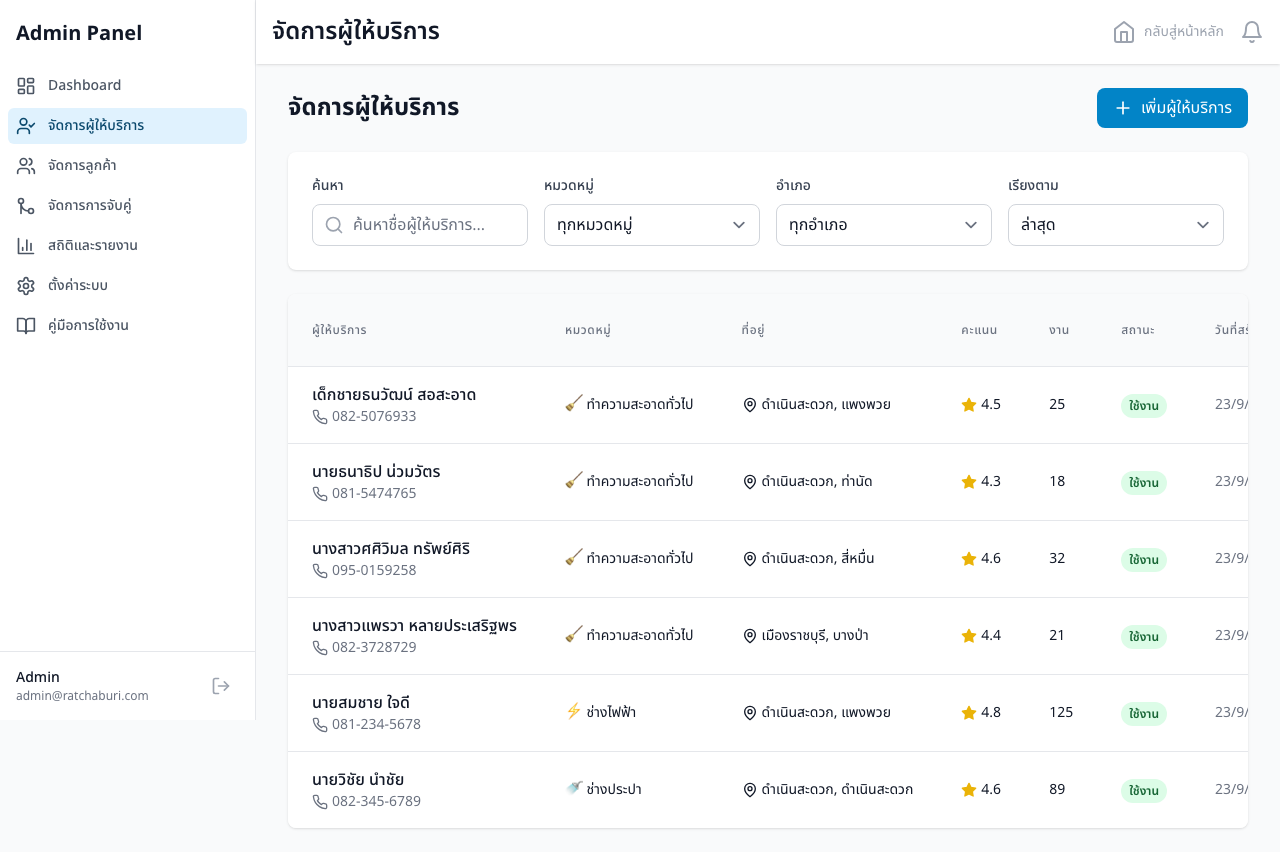 Admin Panel
Dashboard
จัดการผู้ให้บริการ
จัดการลูกค้า
จัดการการจับคู่
สถิติและรายงาน
ตั้งค่าระบบ
คู่มือการใช้งาน
Admin
admin@ratchaburi.com
จัดการผู้ให้บริการ
กลับสู่หน้าหลัก
จัดการผู้ให้บริการ
เพิ่มผู้ให้บริการ
ค้นหา หมวดหมู่ อำเภอ เรียงตาม
ค้นหาชื่อผู้ให้บริการ... ทุกหมวดหมู่ ทุกอำเภอ ล่าสุด
ผู้ให้บริการ หมวดหมู่ ที่อยู่ คะแนน งาน สถานะ วันที่สร้
เด็กชายธนวัฒน์ สอสะอาด
082-5076933
ทำความสะอาดทั่วไป ดำเนินสะดวก, แพงพวย 4.5 25 ใช้งาน 23/9/
นายธนาธิป น่วมวัตร
081-5474765
ทำความสะอาดทั่วไป ดำเนินสะดวก, ท่านัด 4.3 18 ใช้งาน 23/9/
นางสาวศศิวิมล ทรัพย์ศิริ
095-0159258
ทำความสะอาดทั่วไป ดำเนินสะดวก, สี่หมื่น 4.6 32 ใช้งาน 23/9/
นางสาวแพรวา หลายประเสริฐพร
082-3728729
ทำความสะอาดทั่วไป เมืองราชบุรี, บางป่า 4.4 21 ใช้งาน 23/9/
นายสมชาย ใจดี
081-234-5678
ช่างไฟฟ้า ดำเนินสะดวก, แพงพวย 4.8 125 ใช้งาน 23/9/
นายวิชัย นำชัย
082-345-6789
ช่างประปา ดำเนินสะดวก, ดำเนินสะดวก 4.6 89 ใช้งาน 23/9/